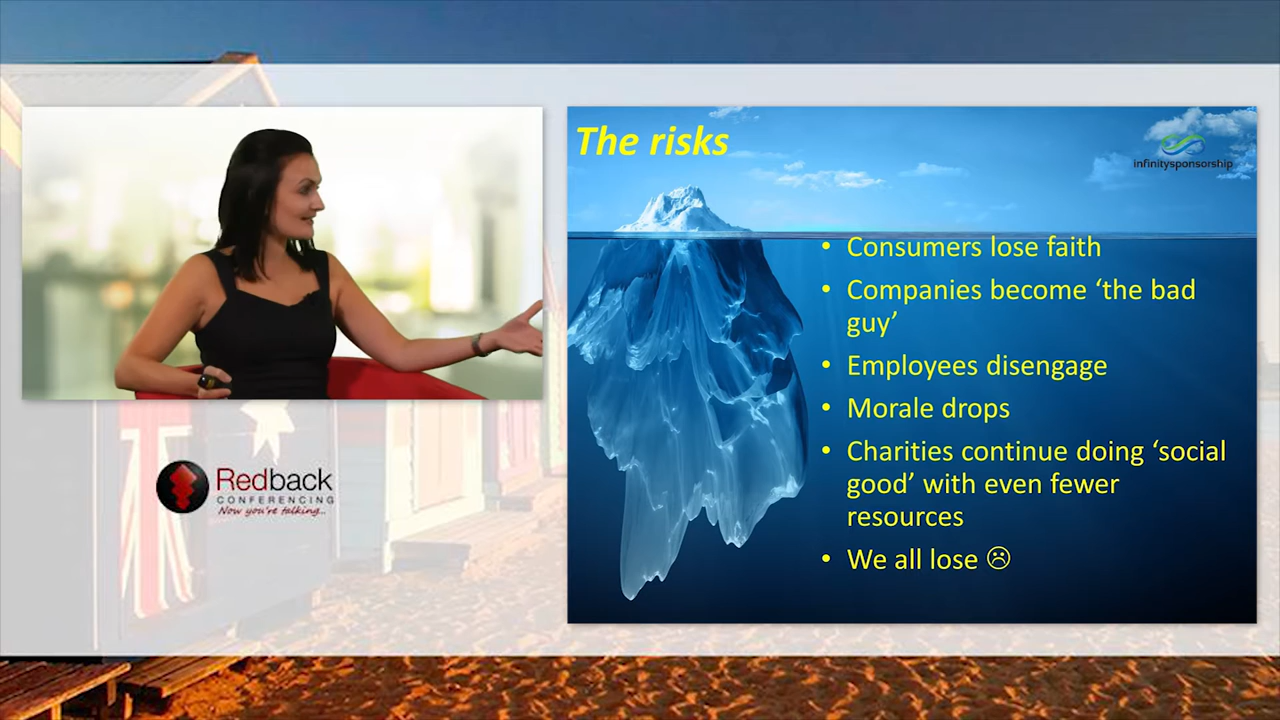 The risks
infinitysponsorship
• Consumers lose faith
• Companies become ‘the bad
guy’
• Employees disengage
• Morale drops
• Charities continue doing ‘social
good’ with even fewer
resources
• We all lose ☹
Redback
CONFERENCING
Now you're talking...